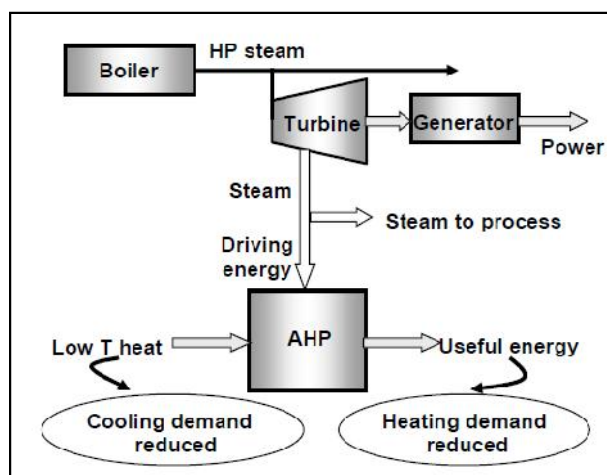 HP steam
Boiler
Turbine
Generator
Power
Steam
Steam to process
Driving
energy
Low T heat
AHP
Useful energy
Cooling demand
reduced
Heating demand
reduced